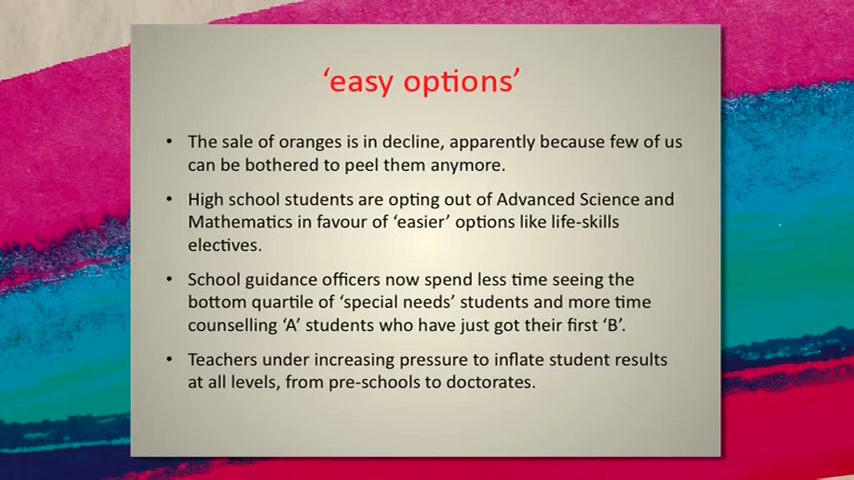 ‘easy options’
• The sale of oranges is in decline, apparently because few of us
can be bothered to peel them anymore.
• High school students are opting out of Advanced Science and
Mathematics in favour of ‘easier’ options like life-skills
electives.
• School guidance officers now spend less time seeing the
bottom quartile of ‘special needs’ students and more time
counselling ‘A’ students who have just got their first ‘B’.
• Teachers under increasing pressure to inflate student results
at all levels, from pre-schools to doctorates.